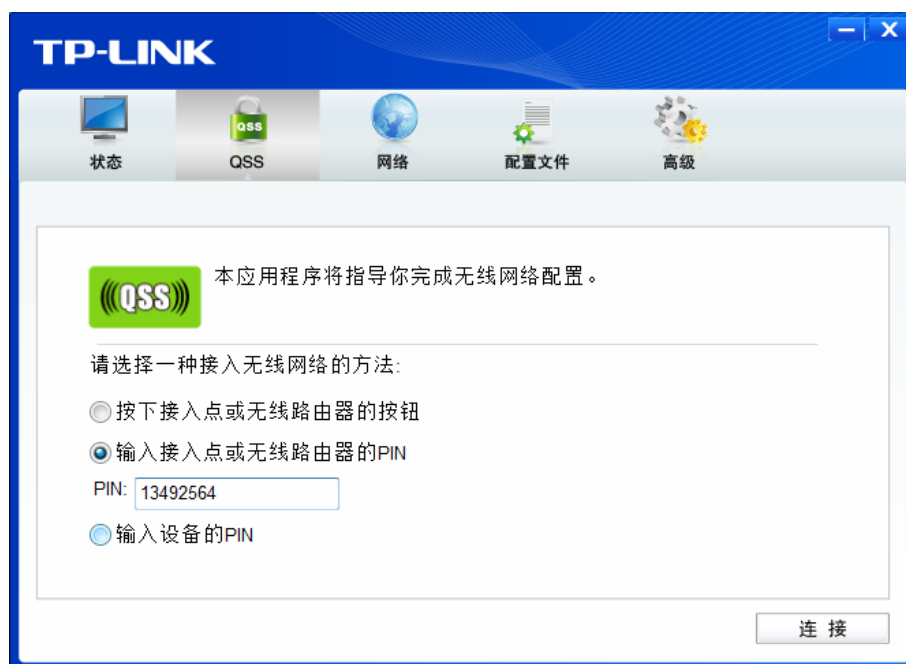 TP-LINK
QSS
状态 QSS 网络 配置文件 高级
(((QSS)))
本应用程序将指导你完成无线网络配置。
请选择一种接入无线网络的方法:
按下接入点或无线路由器的按钮
输入接入点或无线路由器的PIN
PIN: 13492564
输入设备的PIN
连接